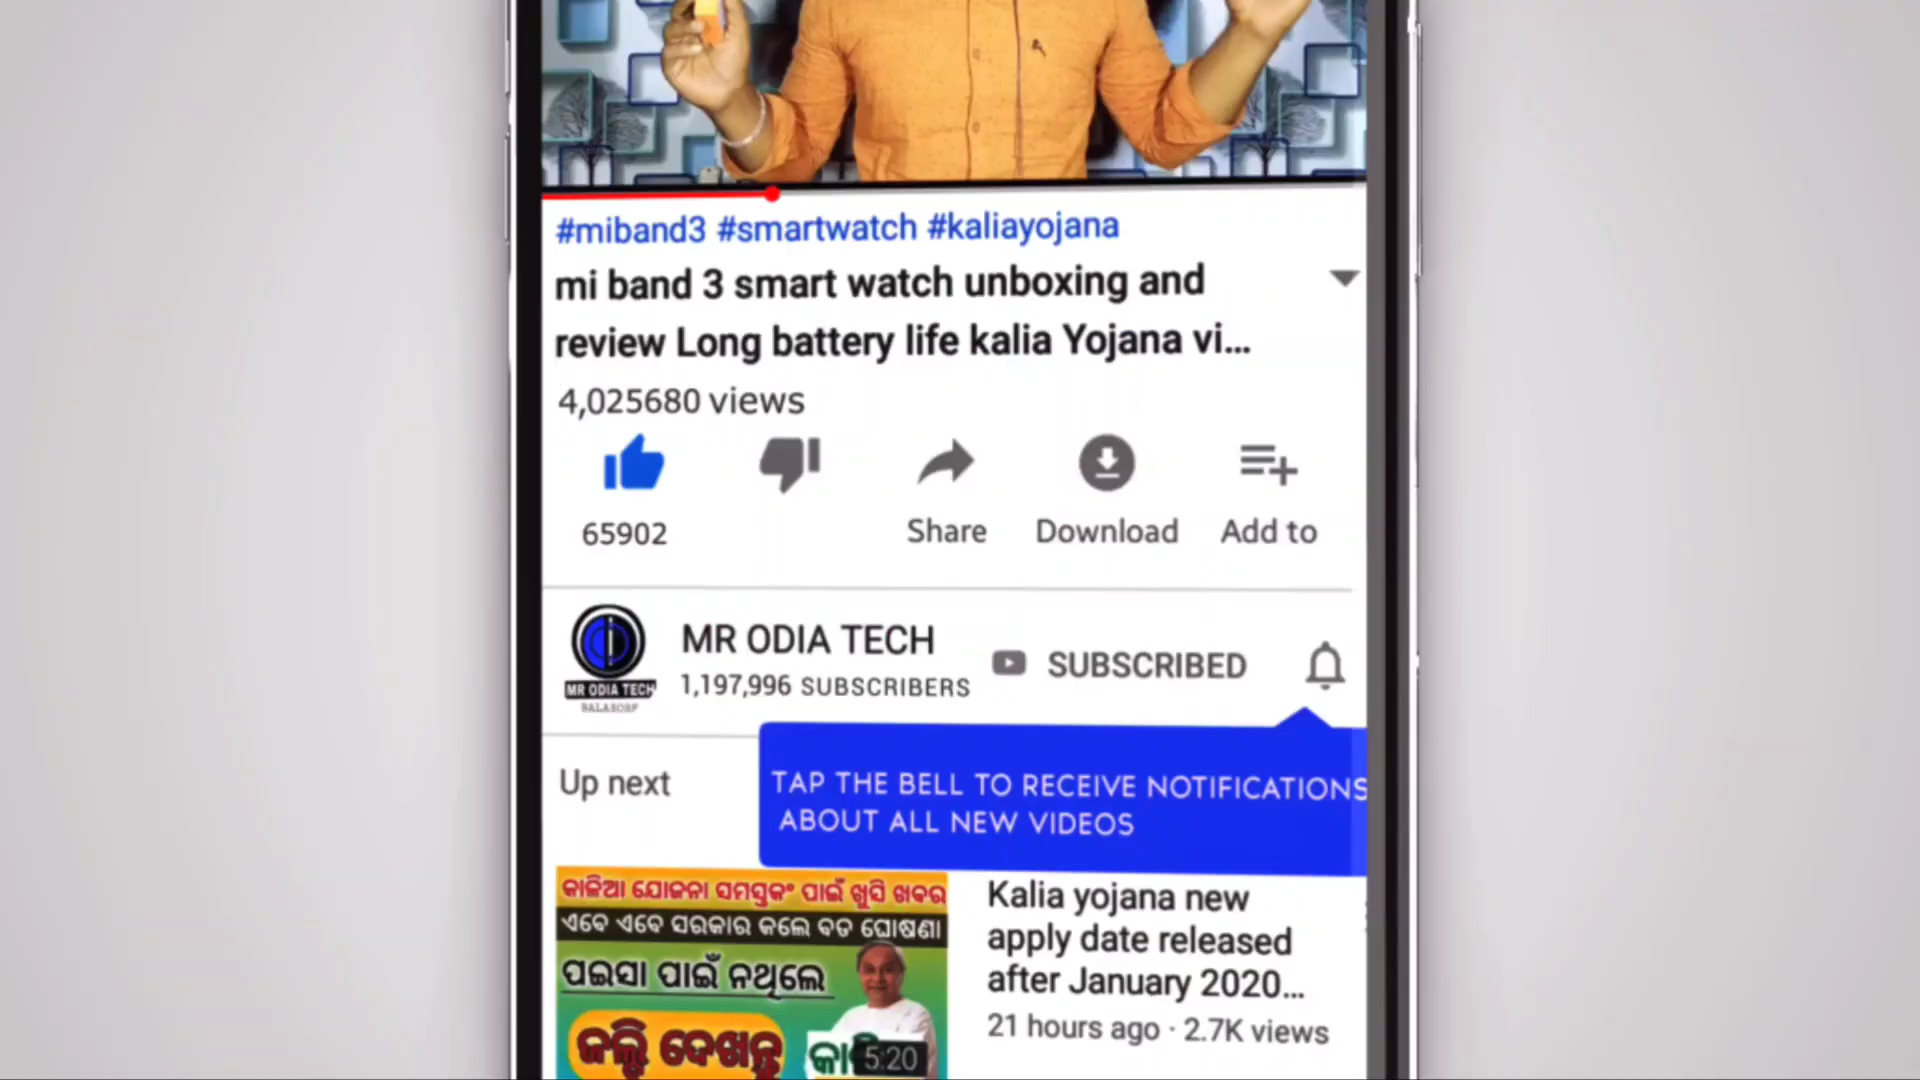 #miband3 #smartwatch #kaliayojana
mi band 3 smart watch unboxing and
review Long battery life kalia Yojana vi...
4,025680 views
65902
Share
Download
Add to
MR ODIA TECH
BALASORE
MR ODIA TECH
1,197,996 SUBSCRIBERS
SUBSCRIBED
TAP THE BELL TO RECEIVE NOTIFICATIONS
ABOUT ALL NEW VIDEOS
Up next
କାଳିଆ ଯୋଜନା ସମସ୍ତଙ୍କ ପାଇଁ ଖୁସି ଖବର
ଏବେ ଏବେ ସରକାର କଲେ ବଡ ଘୋଷଣା
ପଇସା ପାଇଁ ନଥିଲେ
ଜଲ୍ଦି ଦେଖନ୍ତୁ
5:20
Kalia yojana new
apply date released
after January 2020...
21 hours ago · 2.7K views